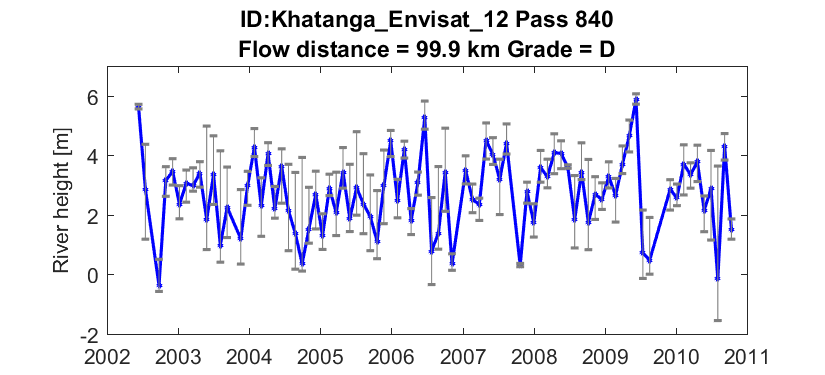 ID:Khatanga_Envisat_12 Pass 840
Flow distance = 99.9 km Grade = D
River height [m]
6
4
2
0
-2
2002 2003 2004 2005 2006 2007 2008 2009 2010 2011